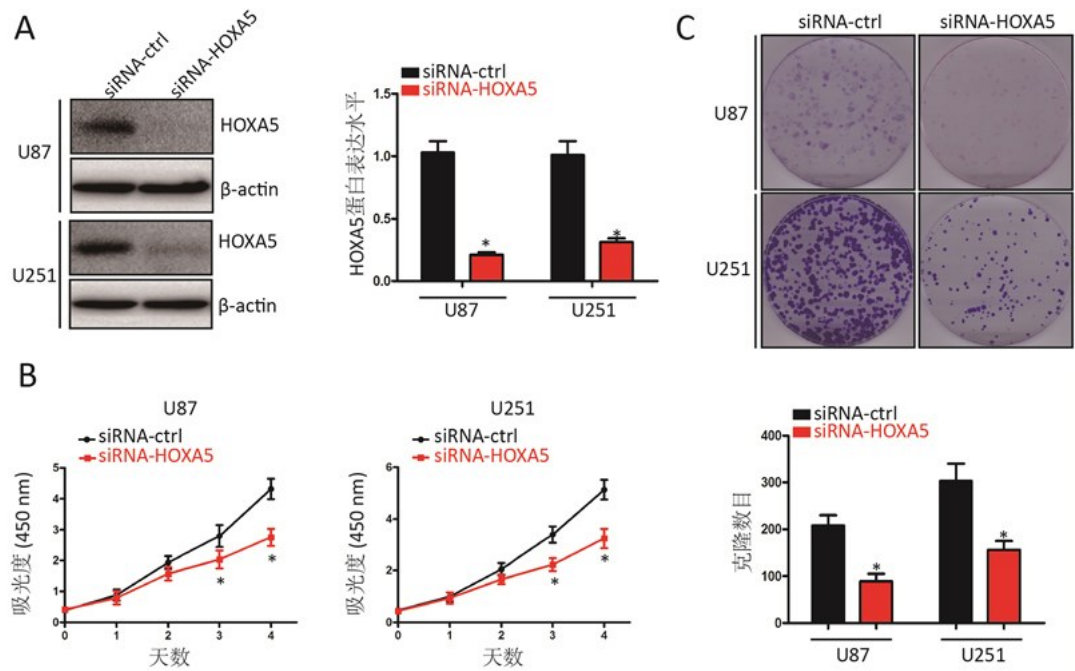 A
siRNA-ctrl
siRNA-HOXA5
U87
HOXA5
β-actin
U251
HOXA5
β-actin
siRNA-ctrl
siRNA-HOXA5
HOXA5蛋白表达水平
1.5
1.0
0.5
0.0
*
*
U87
U251
C
siRNA-ctrl
siRNA-HOXA5
U87
U251
B
U87
siRNA-ctrl
siRNA-HOXA5
吸光度 (450 nm)
5
4
3
2
1
0
*
*
0 1 2 3 4
天数
U251
siRNA-ctrl
siRNA-HOXA5
吸光度 (450 nm)
6
4
2
0
*
*
0 1 2 3 4
天数
siRNA-ctrl
siRNA-HOXA5
克隆数目
400
300
200
100
0
*
*
U87
U251